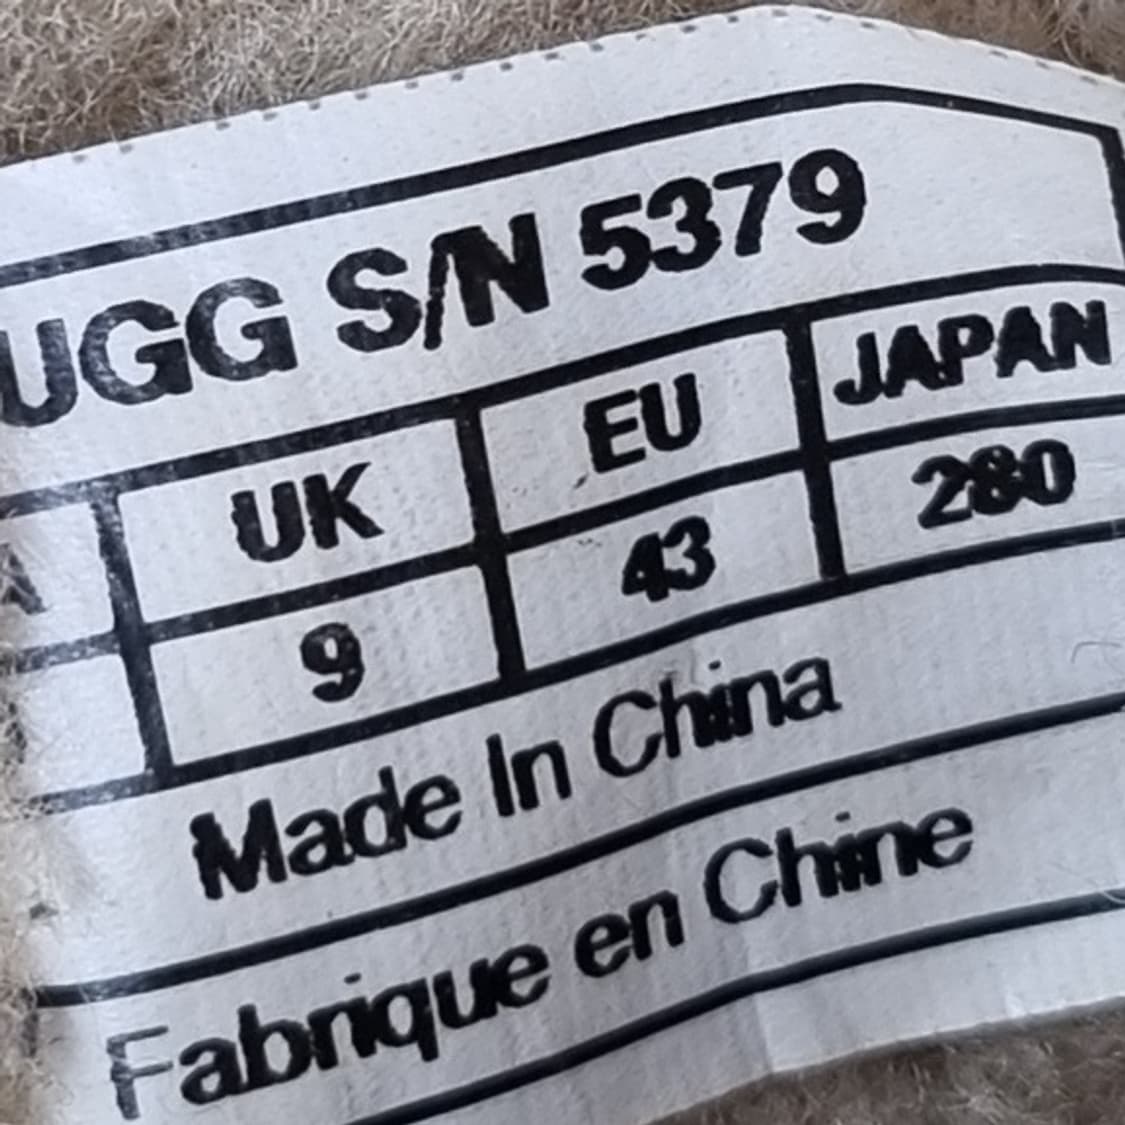 UGG S/N 5379
UK EU JAPAN
9 43 280
Made In China
Fabrique en Chine